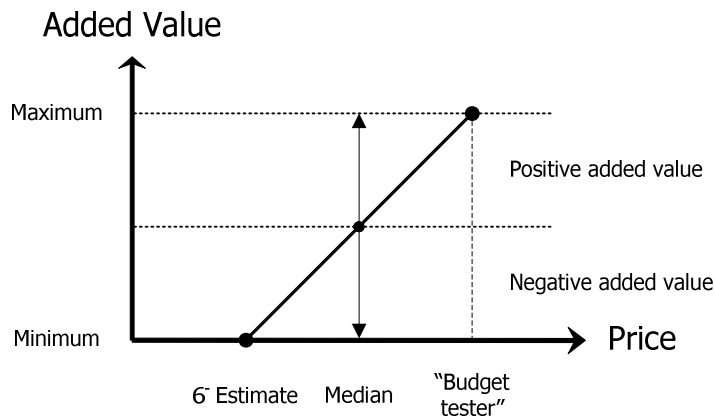 Added Value
Maximum
Positive added value
Negative added value
Minimum
Price
6- Estimate
Median
“Budget
tester”